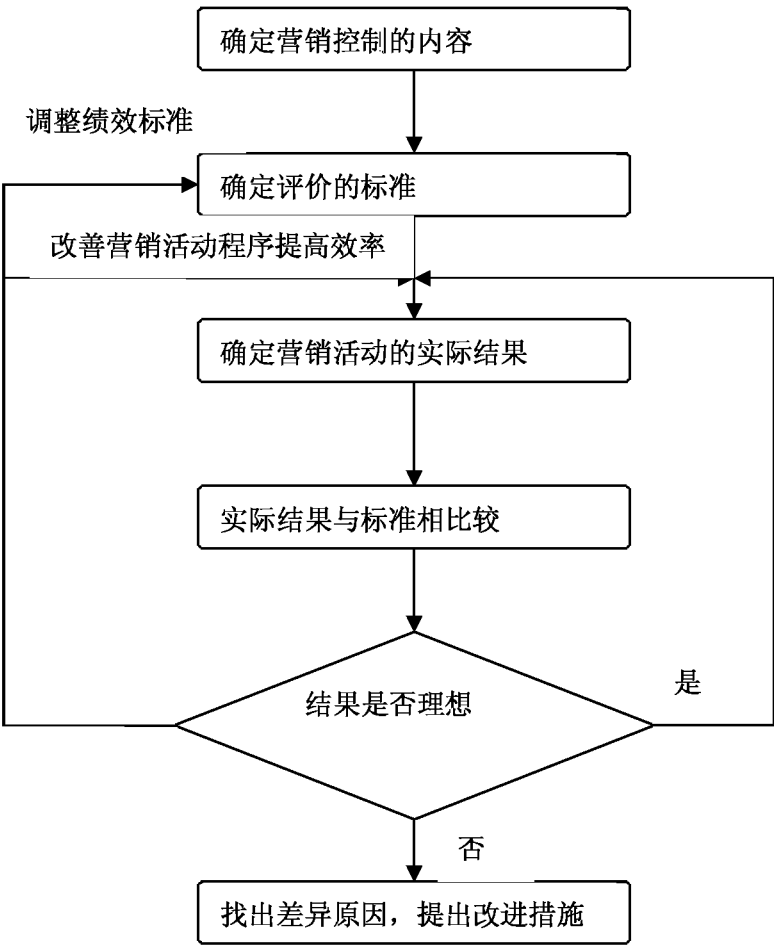 确定营销控制的内容
调整绩效标准
确定评价的标准
改善营销活动程序提高效率
确定营销活动的实际结果
实际结果与标准相比较
结果是否理想
是
否
找出差异原因，提出改进措施